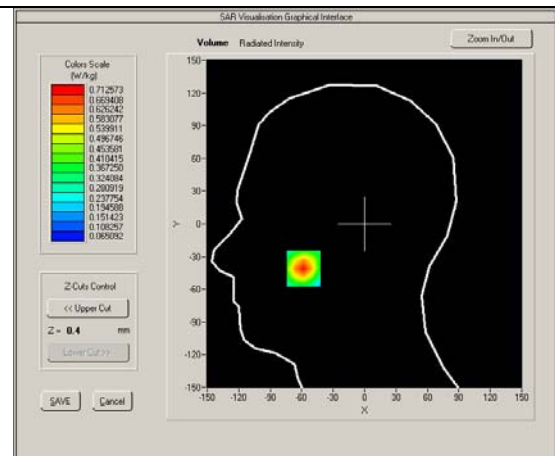 SAR Visualisation Graphical Interface
Volume Radiated Intensity
Zoom In/Out
Colors Scale
(W/kg)
0.712573
0.669408
0.626242
0.583077
0.539911
0.496746
0.453581
0.410415
0.367250
0.324084
0.280919
0.237754
0.194588
0.151423
0.108257
0.065092
Z-Cuts Control
<< Upper Cut
Z = 0.4 mm
Lower Cut >>
SAVE Cancel
150
120
90
60
30
0
-30
-60
-90
-120
-150
Y
-150 -120 -90 -60 -30 0 30 60 90 120 150
X